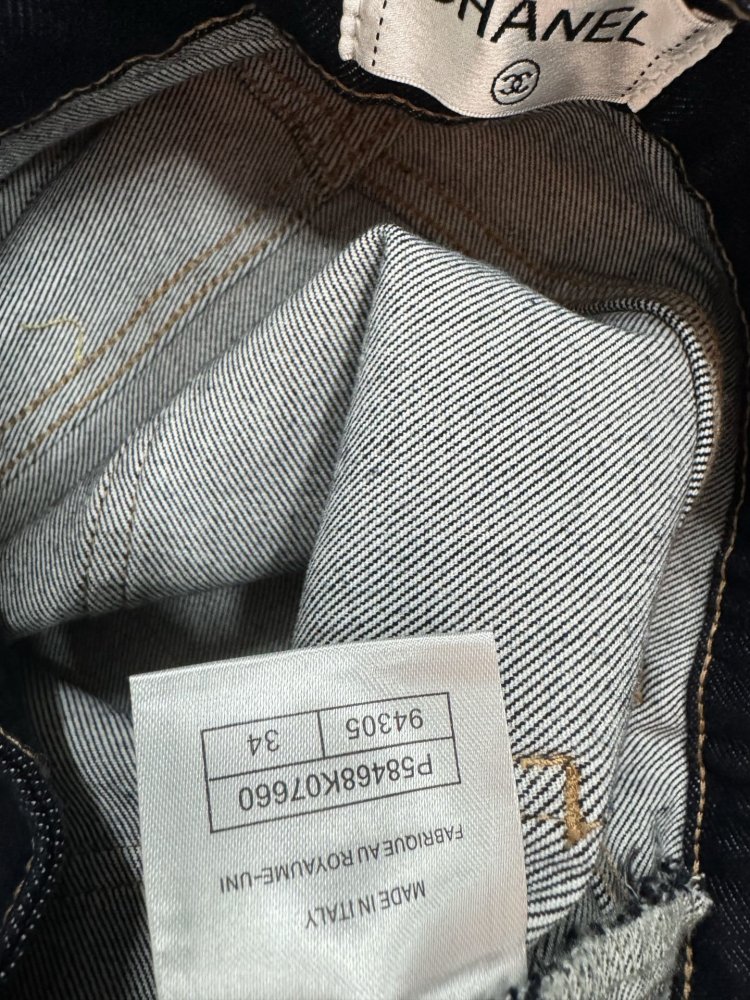 CHANEL
MADE IN ITALY
FABRIQUE AU ROYAUME-UNI
P58468K07660
94305 34